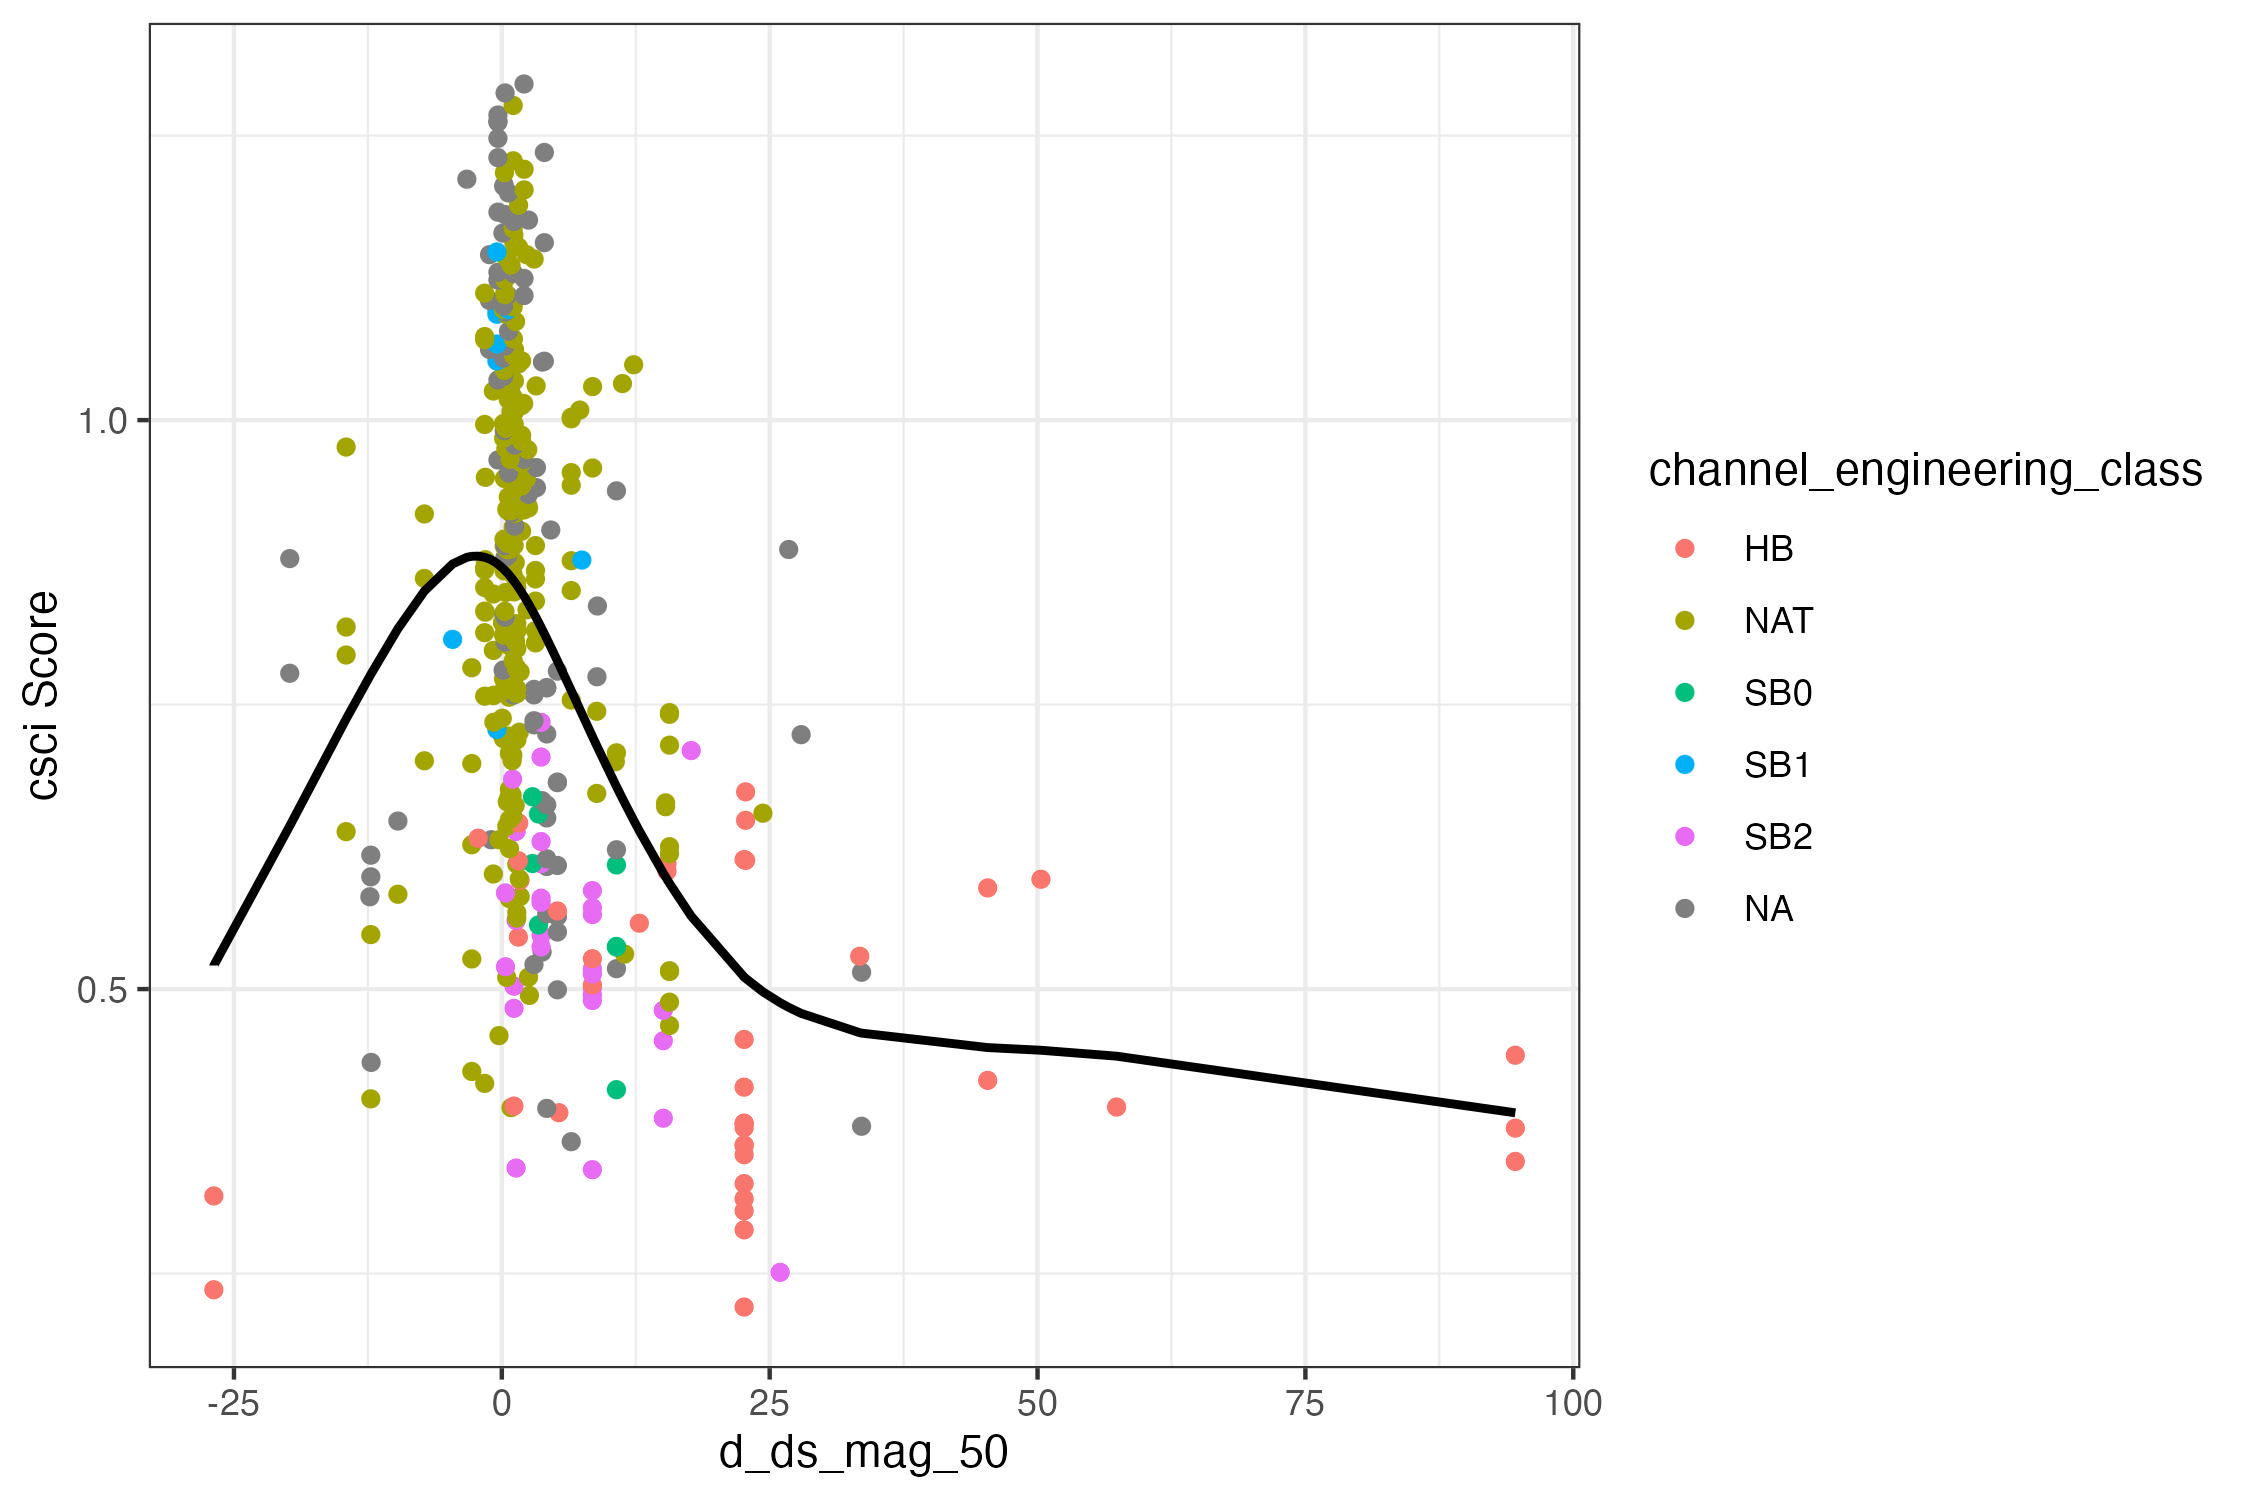 csci Score
1.0
0.5
-25 0 25 50 75 100
d_ds_mag_50
channel_engineering_class
HB
NAT
SB0
SB1
SB2
NA